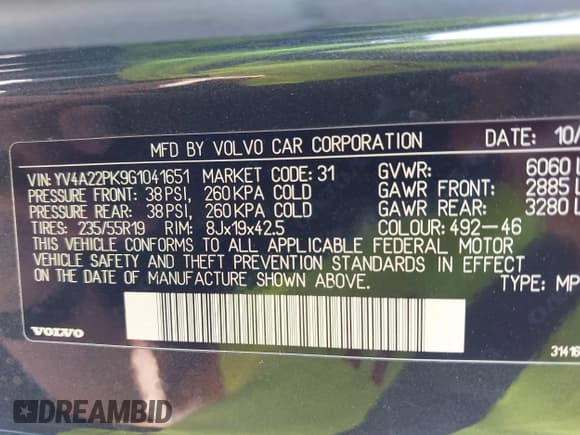 MFD BY VOLVO CAR CORPORATION DATE: 10/
VIN: YV4A22PK9G1041651 MARKET CODE: 31 GVWR: 6060 L
PRESSURE FRONT: 38 PSI, 260 KPA COLD GAWR FRONT: 2885 L
PRESSURE REAR: 38 PSI, 260 KPA COLD GAWR REAR: 3280 L
TIRES: 235/55R19 RIM: 8Jx19x42.5 COLOUR: 492-46
THIS VEHICLE CONFORMS TO ALL APPLICABLE FEDERAL MOTOR
VEHICLE SAFETY AND THEFT PREVENTION STANDARDS IN EFFECT
ON THE DATE OF MANUFACTURE SHOWN ABOVE.
TYPE: MP
VOLVO
31416
DREAMBID